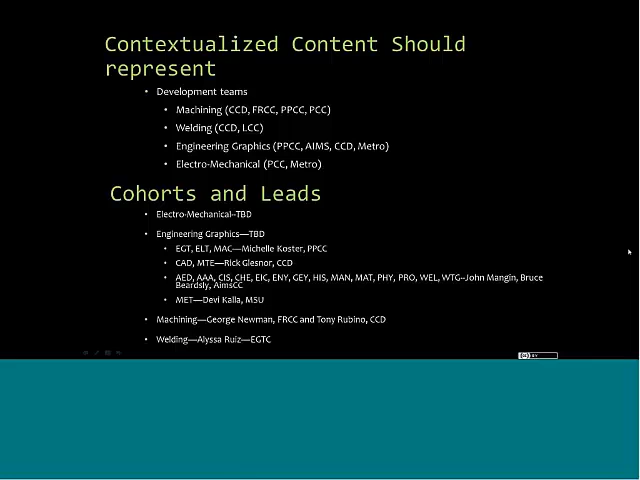 Contextualized Content Should
represent
• Development teams
• Machining (CCD, FRCC, PPCC, PCC)
• Welding (CCD, LCC)
• Engineering Graphics (PPCC, AIMS, CCD, Metro)
• Electro-Mechanical (PCC, Metro)
Cohorts and Leads
• Electro-Mechanical–TBD
• Engineering Graphics—TBD
• EGT, ELT, MAC—Michelle Koster, PPCC
• CAD, MTE—Rick Glesnor, CCD
• AED, AAA, CIS, CHE, EIC, ENY, GEY, HIS, MAN, MAT, PHY, PRO, WEL, WTG–John Mangin, Bruce
Beardsly, AimsCC
• MET—Devi Kalla, MSU
• Machining—George Newman, FRCC and Tony Rubino, CCD
• Welding—Alyssa Ruiz—EGTC